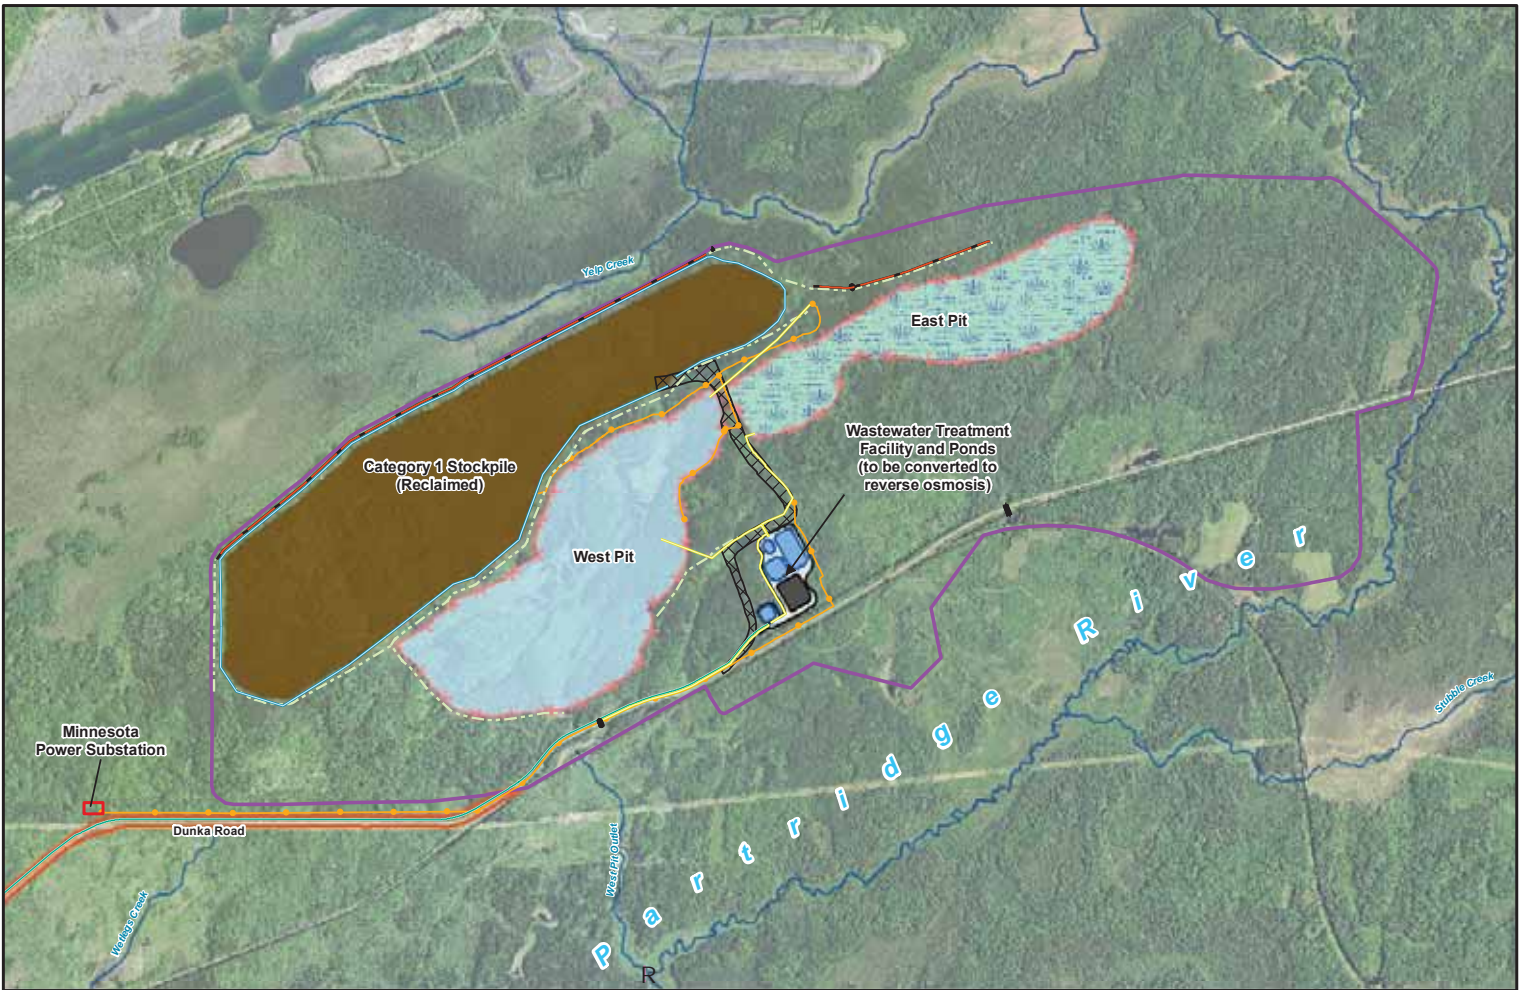 Yelp Creek
East Pit
Wastewater Treatment
Facility and Ponds
(to be converted to
reverse osmosis)
Category 1 Stockpile
(Reclaimed)
West Pit
Partridge River
Stubble Creek
Minnesota
Power Substation
Dunka Road
West Pit Outlet
Wetlegs Creek
R